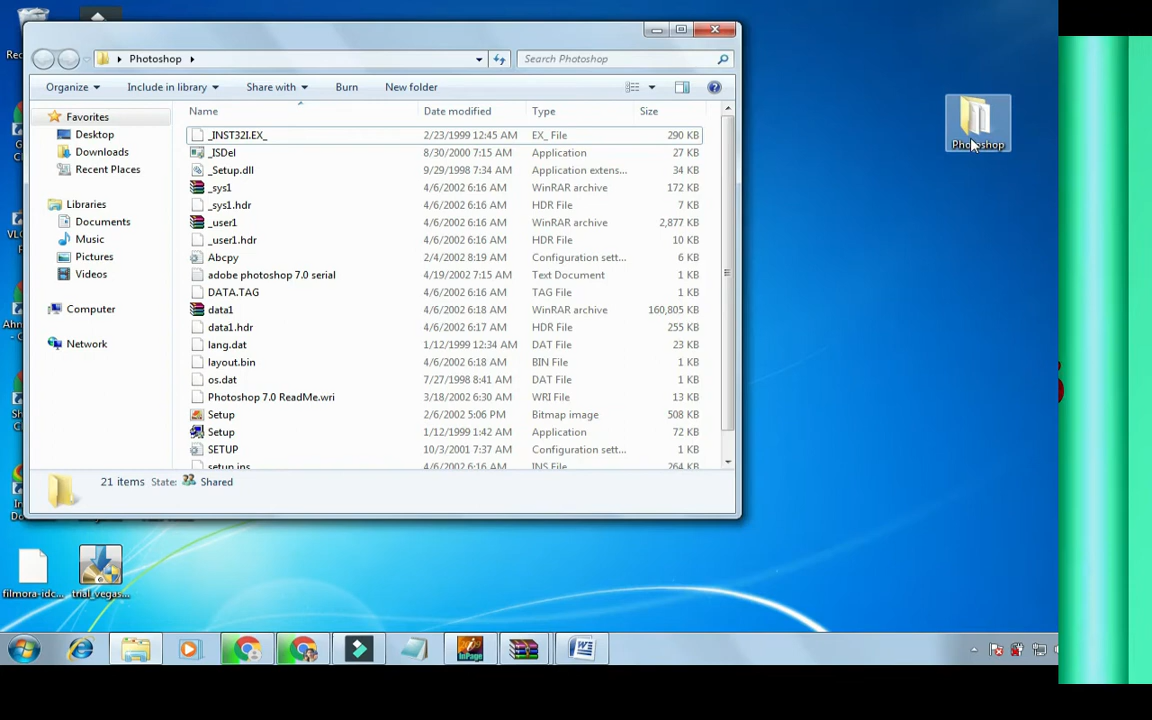 Photoshop
Search Photoshop
Organize
Include in library
Share with
Burn
New folder
Name Date modified Type Size
Favorites
Desktop
Downloads
Recent Places
Libraries
Documents
Music
Pictures
Videos
Computer
Network
_INST32I.EX_ 2/23/1999 12:45 AM EX_ File 290 KB
_ISDel 8/30/2000 7:15 AM Application 27 KB
_Setup.dll 9/29/1998 7:34 AM Application extens... 34 KB
_sys1 4/6/2002 6:16 AM WinRAR archive 172 KB
_sys1.hdr 4/6/2002 6:16 AM HDR File 7 KB
_user1 4/6/2002 6:16 AM WinRAR archive 2,877 KB
_user1.hdr 4/6/2002 6:16 AM HDR File 10 KB
Abcpy 2/4/2002 8:19 AM Configuration sett... 6 KB
adobe photoshop 7.0 serial 4/19/2002 7:15 AM Text Document 1 KB
DATA.TAG 4/6/2002 6:16 AM TAG File 1 KB
data1 4/6/2002 6:18 AM WinRAR archive 160,805 KB
data1.hdr 4/6/2002 6:17 AM HDR File 255 KB
lang.dat 1/12/1999 12:34 AM DAT File 23 KB
layout.bin 4/6/2002 6:18 AM BIN File 1 KB
os.dat 7/27/1998 8:41 AM DAT File 1 KB
Photoshop 7.0 ReadMe.wri 3/18/2002 6:30 AM WRI File 13 KB
Setup 2/6/2002 5:06 PM Bitmap image 508 KB
Setup 1/12/1999 1:42 AM Application 72 KB
SETUP 10/3/2001 7:37 AM Configuration sett... 1 KB
setup.ins 4/6/2002 6:16 AM INS File 264 KB
21 items State: Shared
Photoshop
filmora-idc...
trial_vegas...
InPage